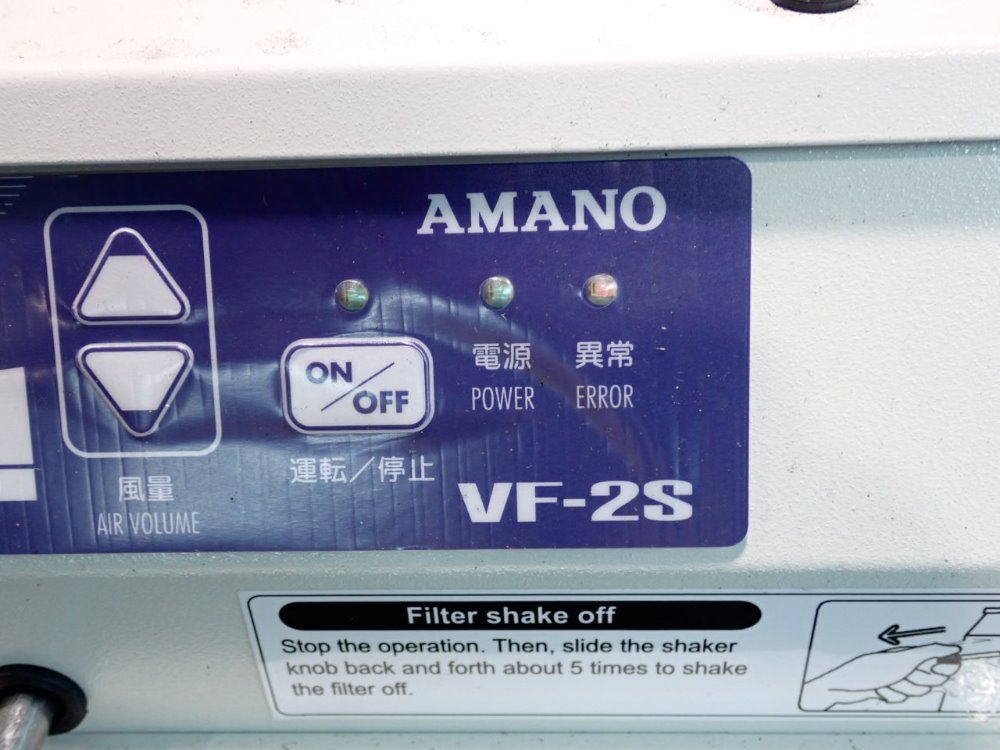 AMANO
電源
異常
POWER
ERROR
ON/OFF
運転/停止
風量
AIR VOLUME
VF-2S
Filter shake off
Stop the operation. Then, slide the shaker
knob back and forth about 5 times to shake
the filter off.